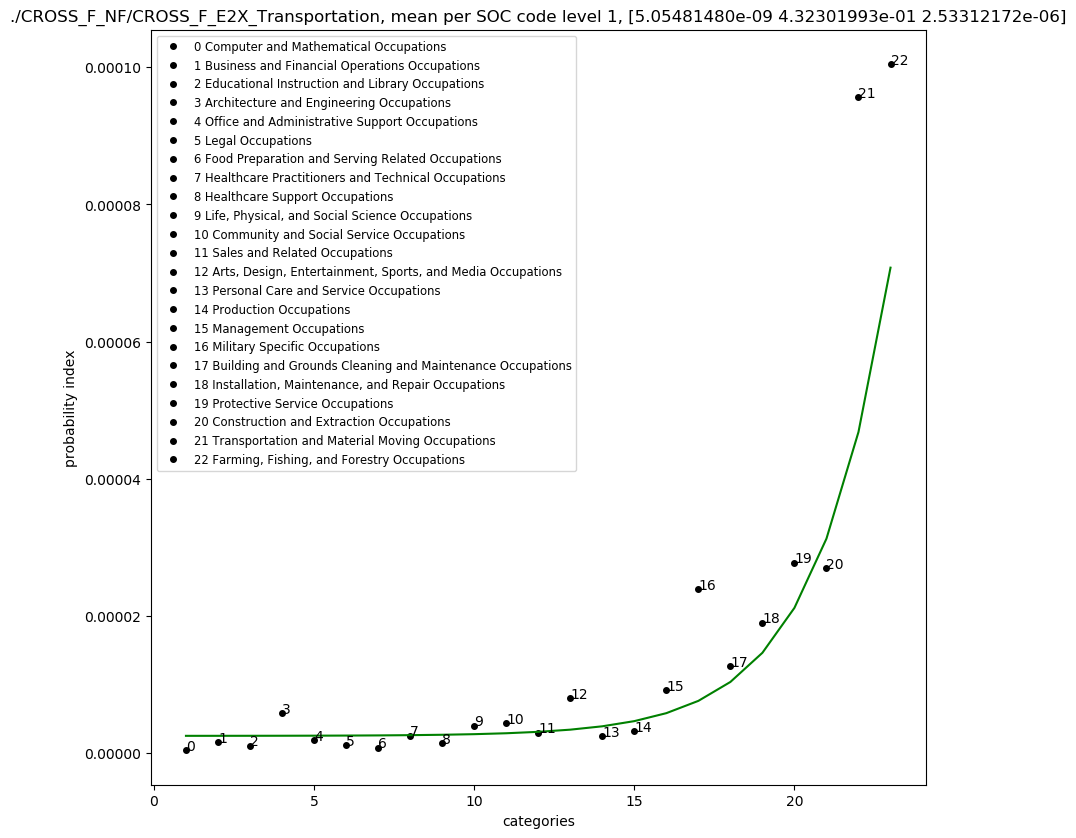 ./CROSS_F_NF/CROSS_F_E2X_Transportation, mean per SOC code level 1, [5.05481480e-09 4.32301993e-01 2.53312172e-06]
0 Computer and Mathematical Occupations
1 Business and Financial Operations Occupations
2 Educational Instruction and Library Occupations
3 Architecture and Engineering Occupations
4 Office and Administrative Support Occupations
5 Legal Occupations
6 Food Preparation and Serving Related Occupations
7 Healthcare Practitioners and Technical Occupations
8 Healthcare Support Occupations
9 Life, Physical, and Social Science Occupations
10 Community and Social Service Occupations
11 Sales and Related Occupations
12 Arts, Design, Entertainment, Sports, and Media Occupations
13 Personal Care and Service Occupations
14 Production Occupations
15 Management Occupations
16 Military Specific Occupations
17 Building and Grounds Cleaning and Maintenance Occupations
18 Installation, Maintenance, and Repair Occupations
19 Protective Service Occupations
20 Construction and Extraction Occupations
21 Transportation and Material Moving Occupations
22 Farming, Fishing, and Forestry Occupations
probability index
0.00010
0.00008
0.00006
0.00004
0.00002
0.00000
0
1
2
3
4
5
6
7
8
9
10
11
12
13
14
15
16
17
18
19
20
21
22
0
5
10
15
20
categories